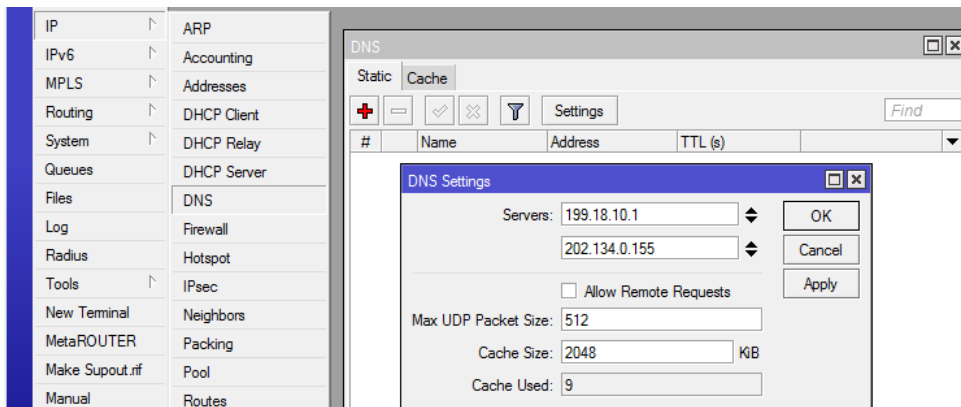 IP
IPv6
MPLS
Routing
System
Queues
Files
Log
Radius
Tools
New Terminal
MetaROUTER
Make Supout.rif
Manual
ARP
Accounting
Addresses
DHCP Client
DHCP Relay
DHCP Server
DNS
Firewall
Hotspot
IPsec
Neighbors
Packing
Pool
Routes
DNS
Static Cache
Settings Find
# Name Address TTL (s)
DNS Settings
Servers: 199.18.10.1 OK
202.134.0.155 Cancel
Allow Remote Requests Apply
Max UDP Packet Size: 512
Cache Size: 2048 KiB
Cache Used: 9